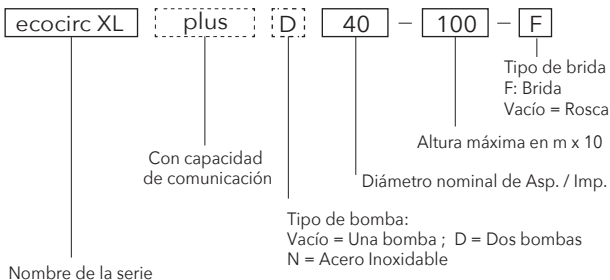 ecocirc XL plus D 40 – 100 – F
Tipo de brida
F: Brida
Vacío = Rosca
Altura máxima en m x 10
Con capacidad
de comunicación
Diámetro nominal de Asp. / Imp.
Tipo de bomba:
Vacío = Una bomba ; D = Dos bombas
N = Acero Inoxidable
Nombre de la serie